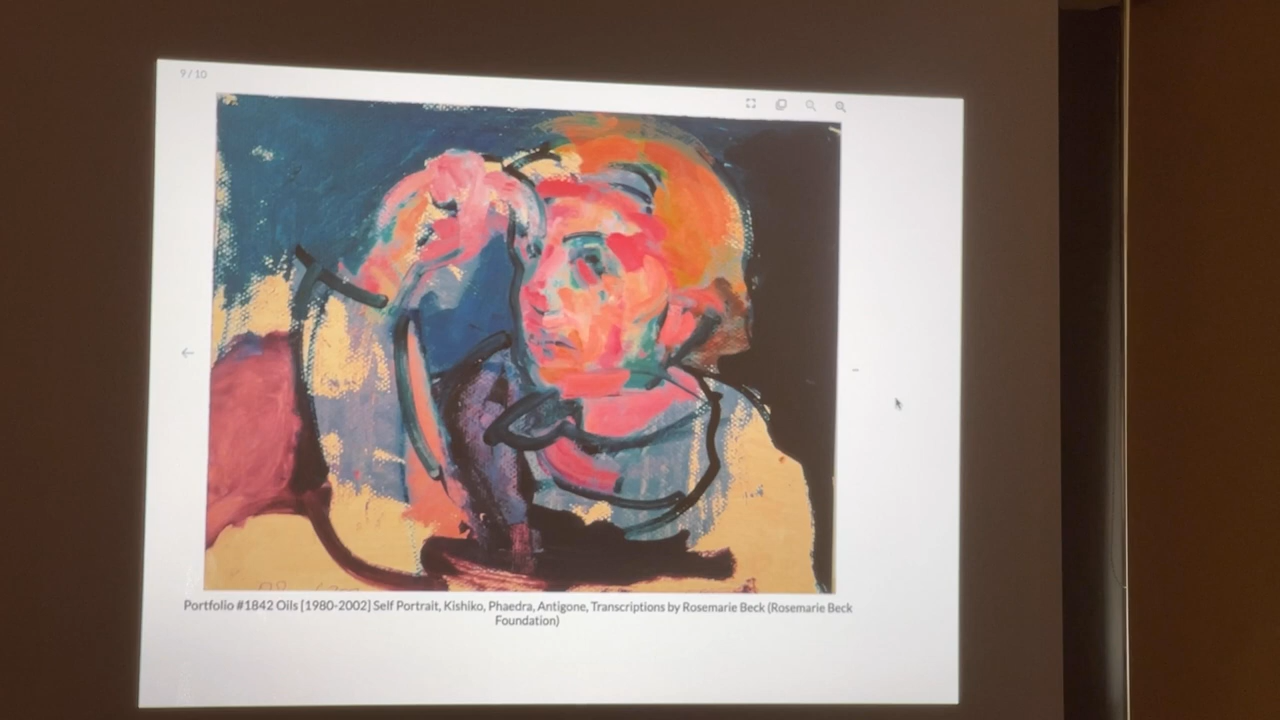 9 / 10
Portfolio #1842 Oils [1980-2002] Self Portrait, Kishiko, Phaedra, Antigone, Transcriptions by Rosemarie Beck (Rosemarie Beck
Foundation)